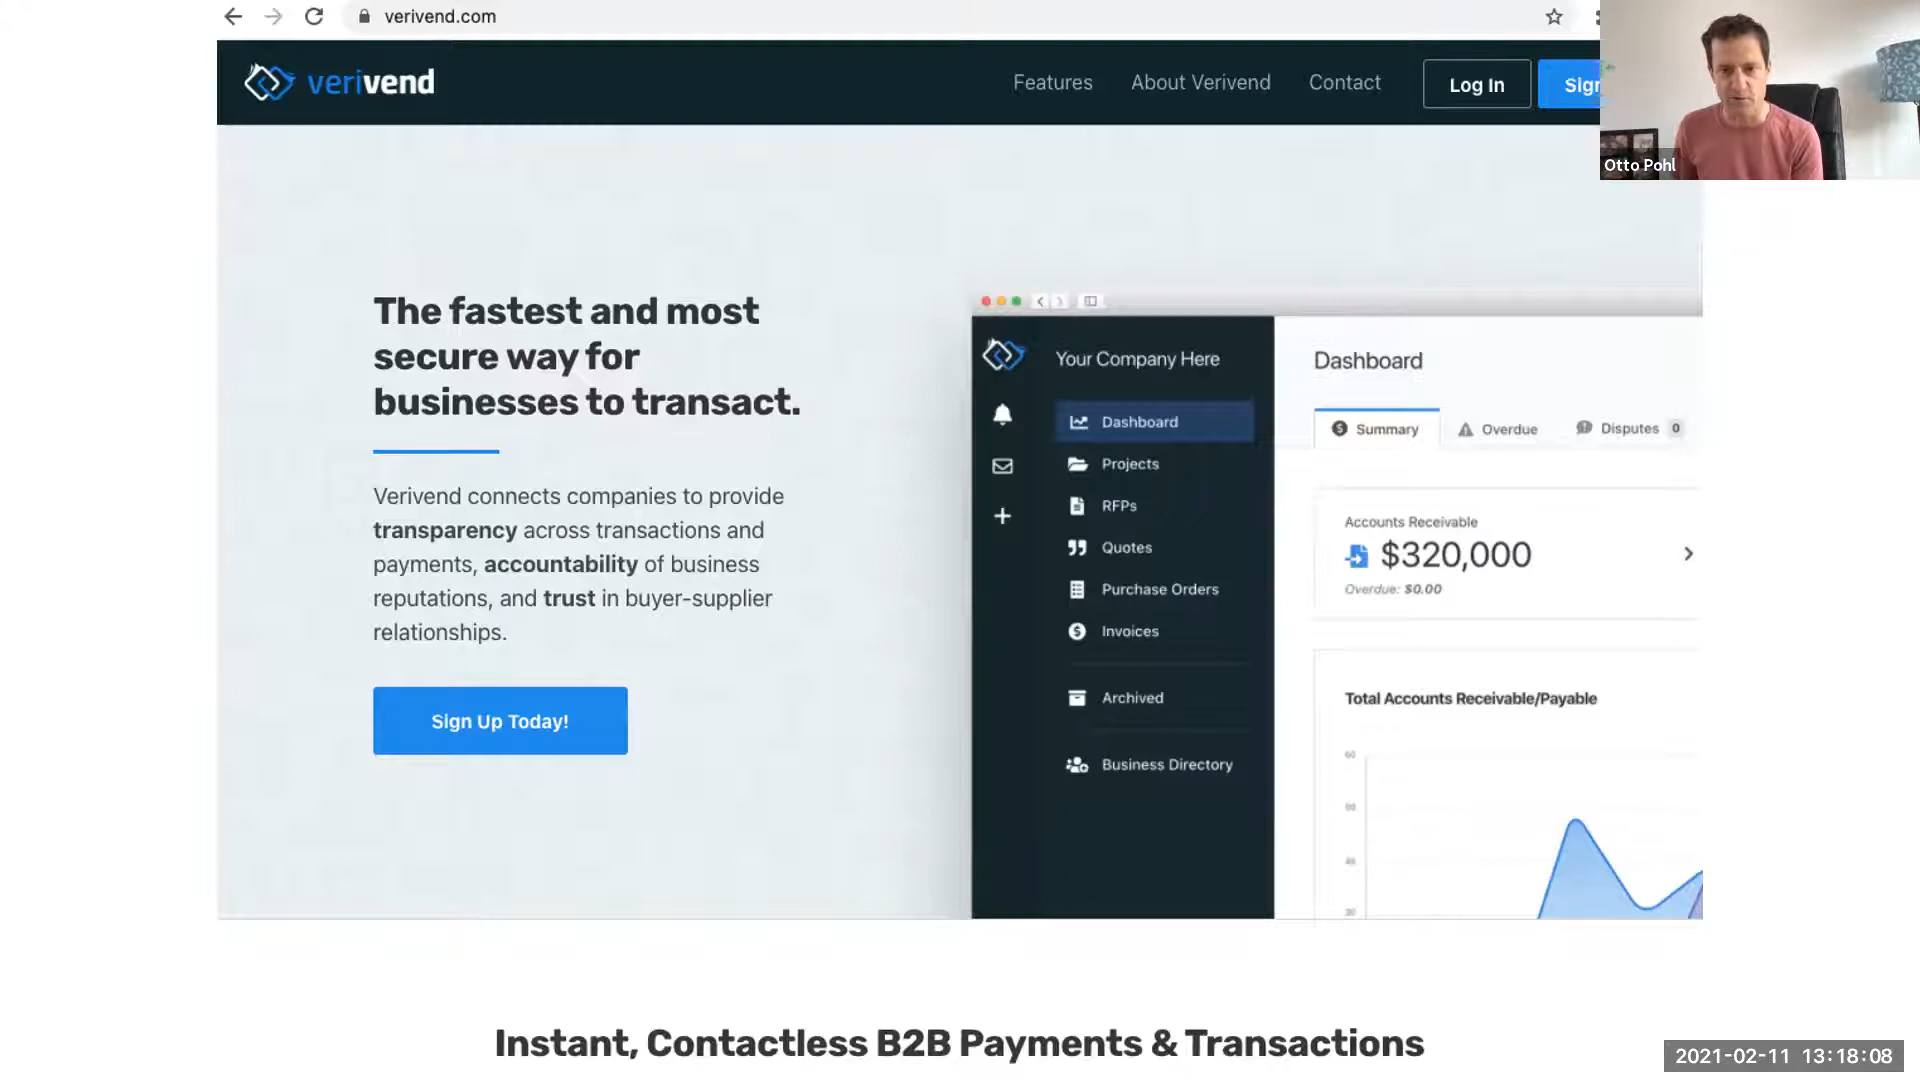 verivend.com
verivend
Features
About Verivend
Contact
Log In
Sign
Otto Pohl
The fastest and most
secure way for
businesses to transact.
Verivend connects companies to provide
transparency across transactions and
payments, accountability of business
reputations, and trust in buyer-supplier
relationships.
Sign Up Today!
Your Company Here
Dashboard
Projects
RFPs
Quotes
Purchase Orders
Invoices
Archived
Business Directory
Dashboard
Summary
Overdue
Disputes 0
Accounts Receivable
$320,000
Overdue: $0.00
Total Accounts Receivable/Payable
60
Instant, Contactless B2B Payments & Transactions
2021-02-11 13:18:08